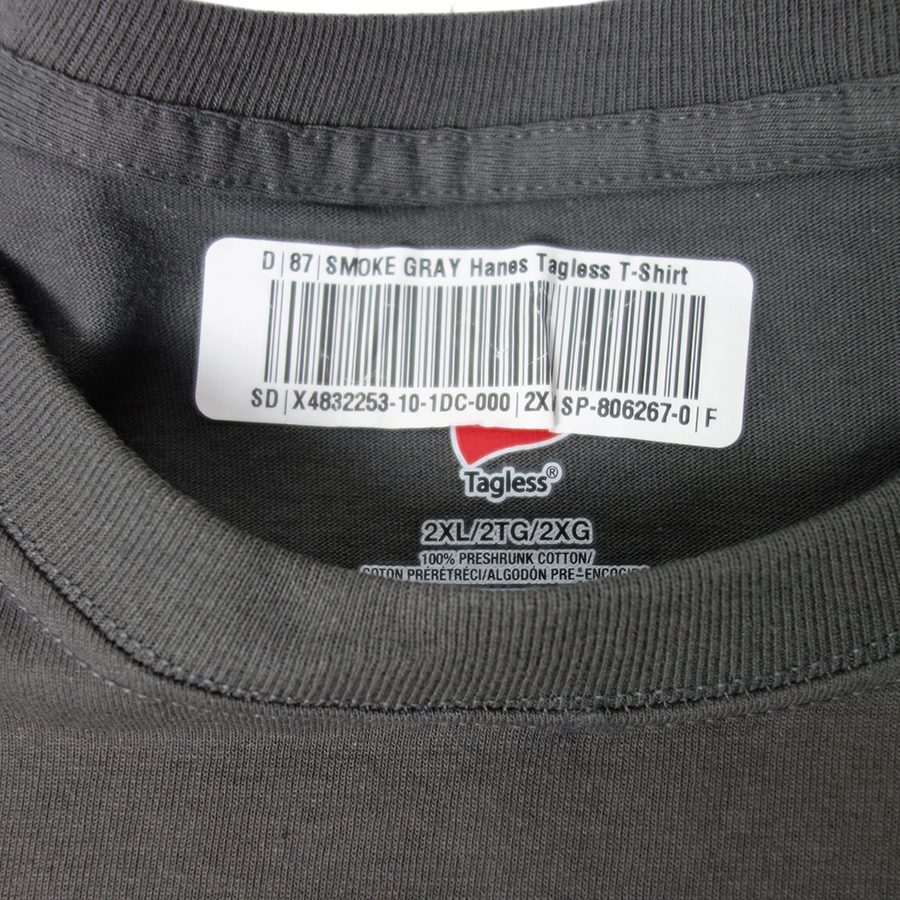 D | 87 | SMOKE GRAY Hanes Tagless T-Shirt
SD | X4832253-10-1DC-000 | 2X SP-806267-0 | F
Tagless®
2XL/2TG/2XG
100% PRESHRUNK COTTON/
COTON PRÉRÉTRÉCI/ALGODÓN PRE-ENCOGIDO